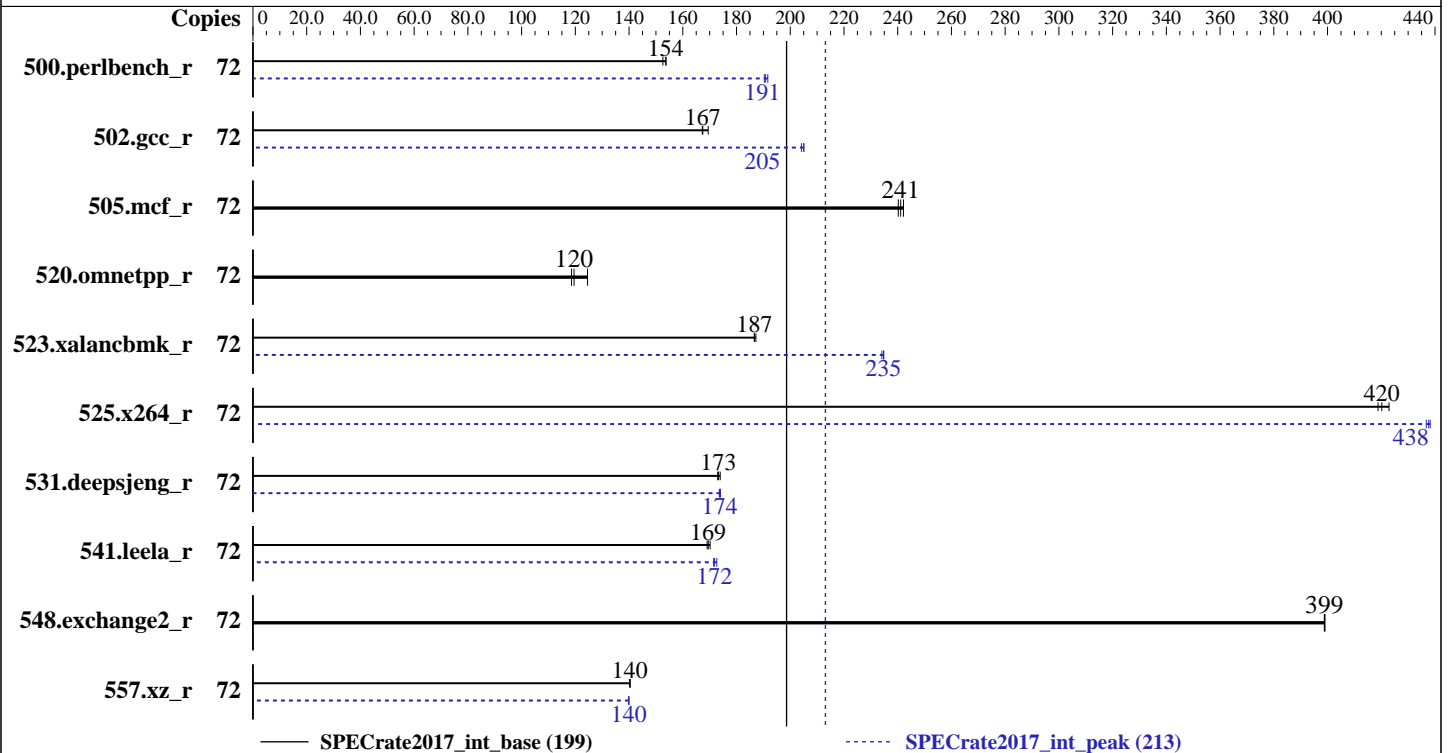 Copies 0 20.0 40.0 60.0 80.0 100 120 140 160 180 200 220 240 260 280 300 320 340 360 380 400 440
154
500.perlbench_r 72
191
167
502.gcc_r 72
205
241
505.mcf_r 72
120
520.omnetpp_r 72
187
523.xalancbmk_r 72
235
420
525.x264_r 72
438
173
531.deepsjeng_r 72
174
169
541.leela_r 72
172
399
548.exchange2_r 72
140
557.xz_r 72
140
SPECrate2017_int_base (199) SPECrate2017_int_peak (213)